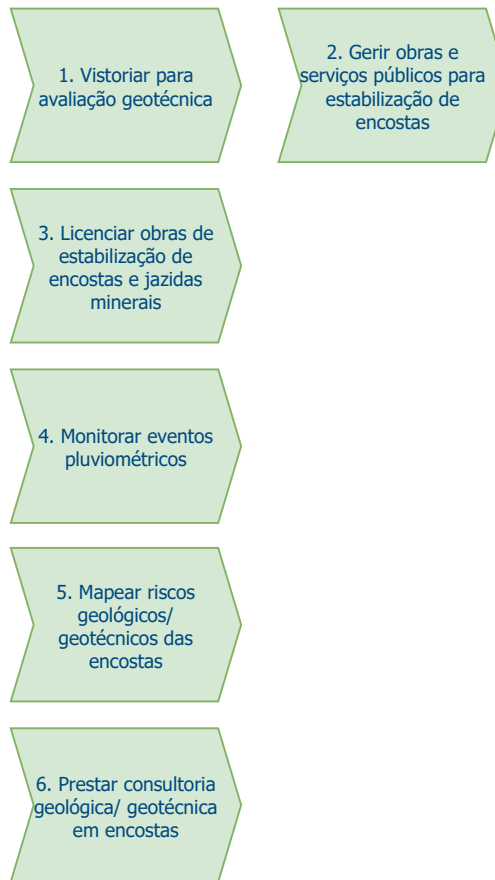 1. Vistoriar para
avaliação geotécnica
2. Gerir obras e
serviços públicos para
estabilização de
encostas
3. Licenciar obras de
estabilização de
encostas e jazidas
minerais
4. Monitorar eventos
pluviométricos
5. Mapear riscos
geológicos/
geotécnicos das
encostas
6. Prestar consultoria
geológica/ geotécnica
em encostas